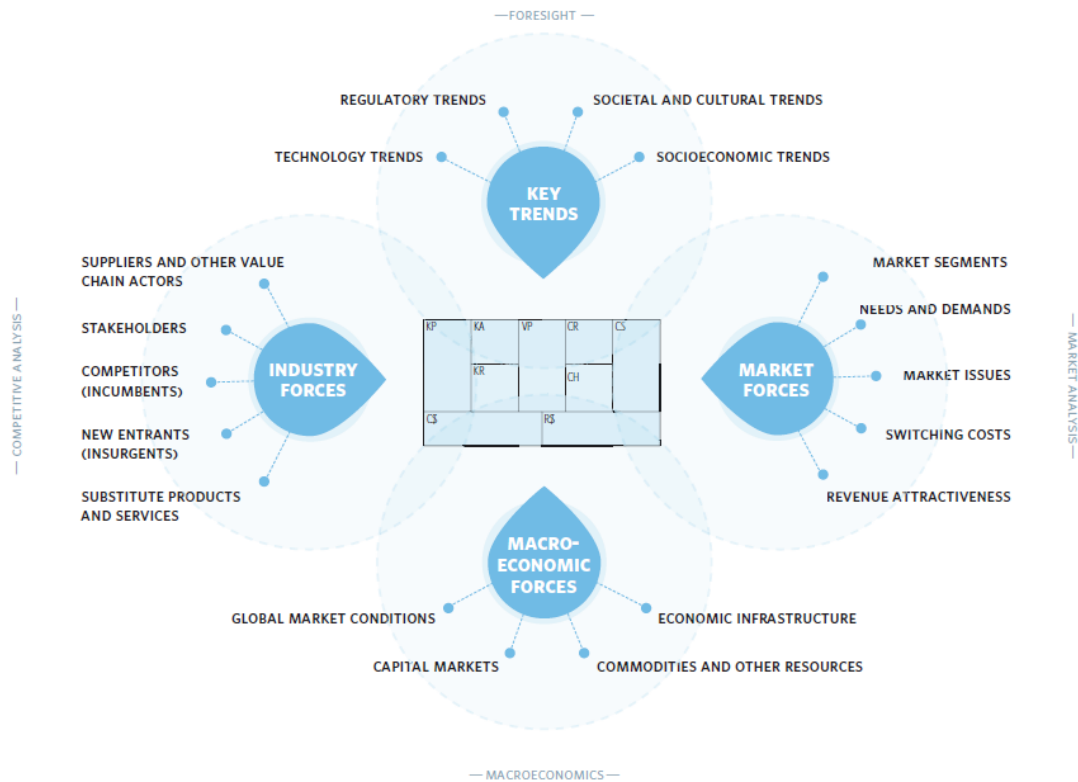 —FORESIGHT —
REGULATORY TRENDS
SOCIETAL AND CULTURAL TRENDS
TECHNOLOGY TRENDS
SOCIOECONOMIC TRENDS
KEY
TRENDS
SUPPLIERS AND OTHER VALUE
CHAIN ACTORS
STAKEHOLDERS
COMPETITORS
(INCUMBENTS)
NEW ENTRANTS
(INSURGENTS)
SUBSTITUTE PRODUCTS
AND SERVICES
INDUSTRY
FORCES
— COMPETITIVE ANALYSIS —
KP
KA
VP
CR
CS
KR
CH
C$
R$
MARKET
FORCES
MARKET SEGMENTS
NEEDS AND DEMANDS
MARKET ISSUES
SWITCHING COSTS
REVENUE ATTRACTIVENESS
— MARKET ANALYSIS—
MACRO-
ECONOMIC
FORCES
GLOBAL MARKET CONDITIONS
ECONOMIC INFRASTRUCTURE
CAPITAL MARKETS
COMMODITIES AND OTHER RESOURCES
— MACROECONOMICS —